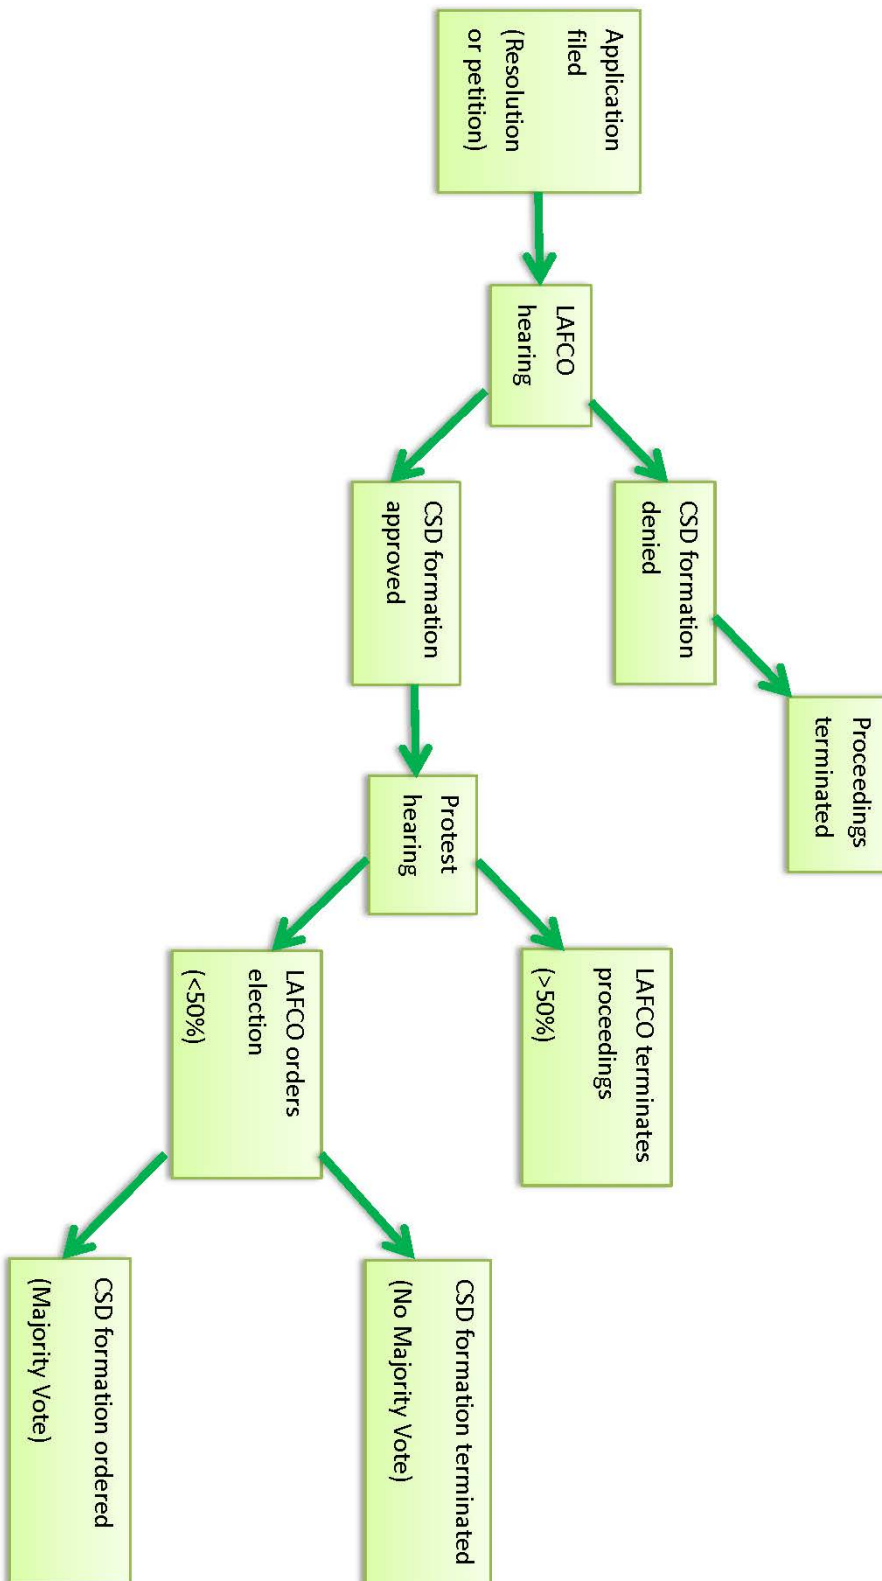 Application
filed
(Resolution
or petition)
LAFCO
hearing
CSD formation
denied
Proceedings
terminated
CSD formation
approved
Protest
hearing
LAFCO terminates
proceedings
(>50%)
LAFCO orders
election
(<50%)
CSD formation terminated
(No Majority Vote)
CSD formation ordered
(Majority Vote)